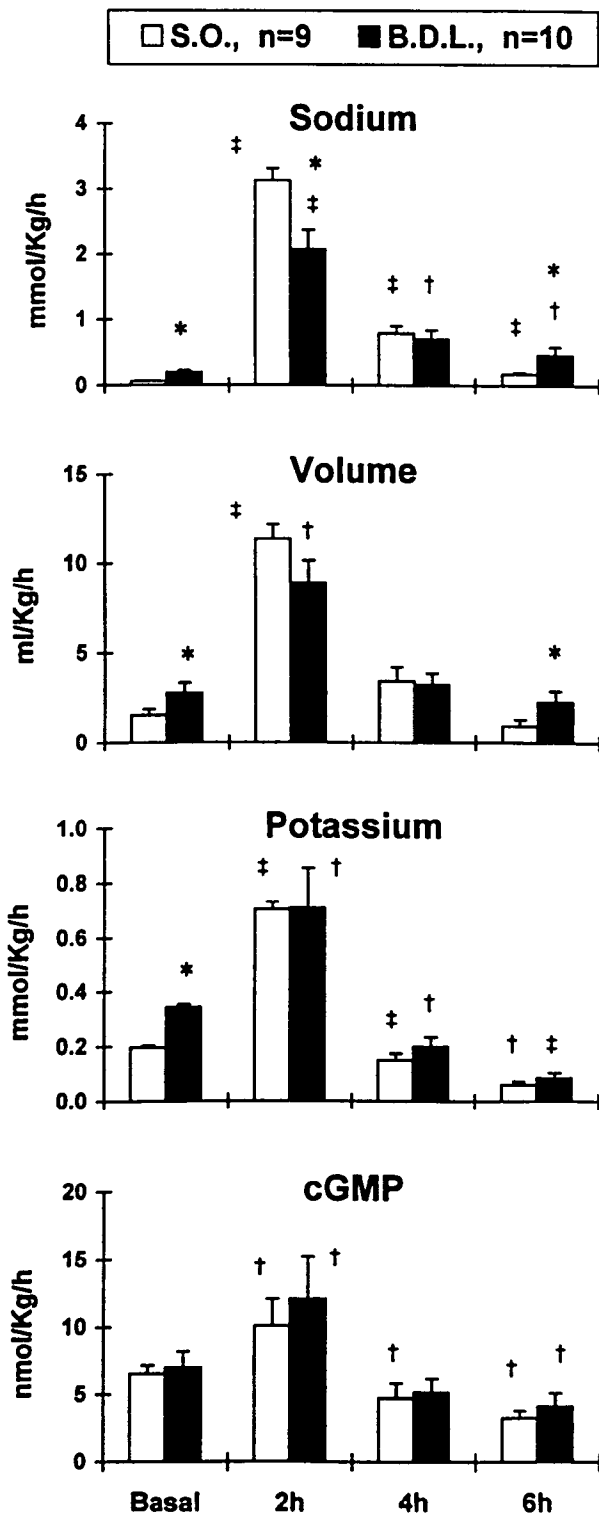 S.O., n=9 B.D.L., n=10
Sodium
mmol/Kg/h
4
3
2
1
0
‡ * ‡
* ‡ † * ‡ †
Volume
ml/Kg/h
15
10
5
0
‡ †
* *
Potassium
mmol/Kg/h
1.0
0.8
0.6
0.4
0.2
0.0
‡ †
* ‡ † † ‡
cGMP
nmol/Kg/h
20
15
10
5
0
† †
† † †
Basal 2h 4h 6h